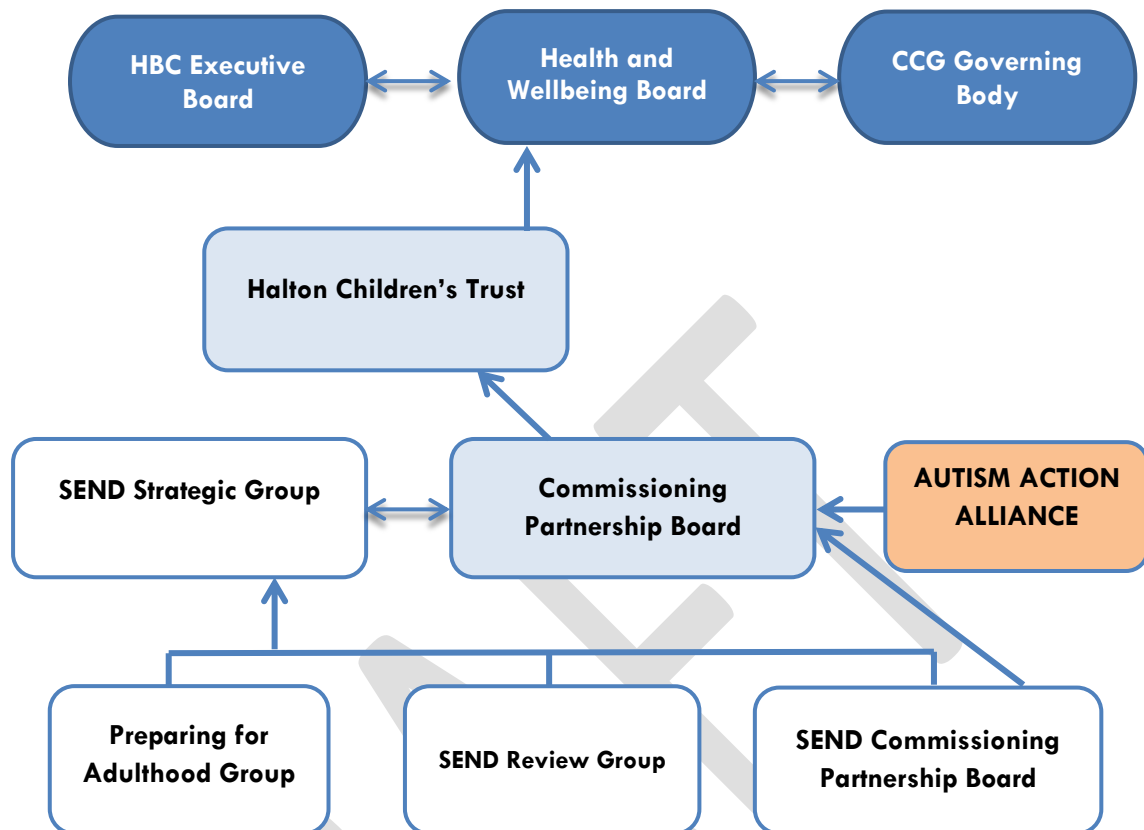 HBC Executive
Board
Health and
Wellbeing Board
CCG Governing
Body
Halton Children’s Trust
SEND Strategic Group
Commissioning
Partnership Board
AUTISM ACTION
ALLIANCE
Preparing for
Adulthood Group
SEND Review Group
SEND Commissioning
Partnership Board